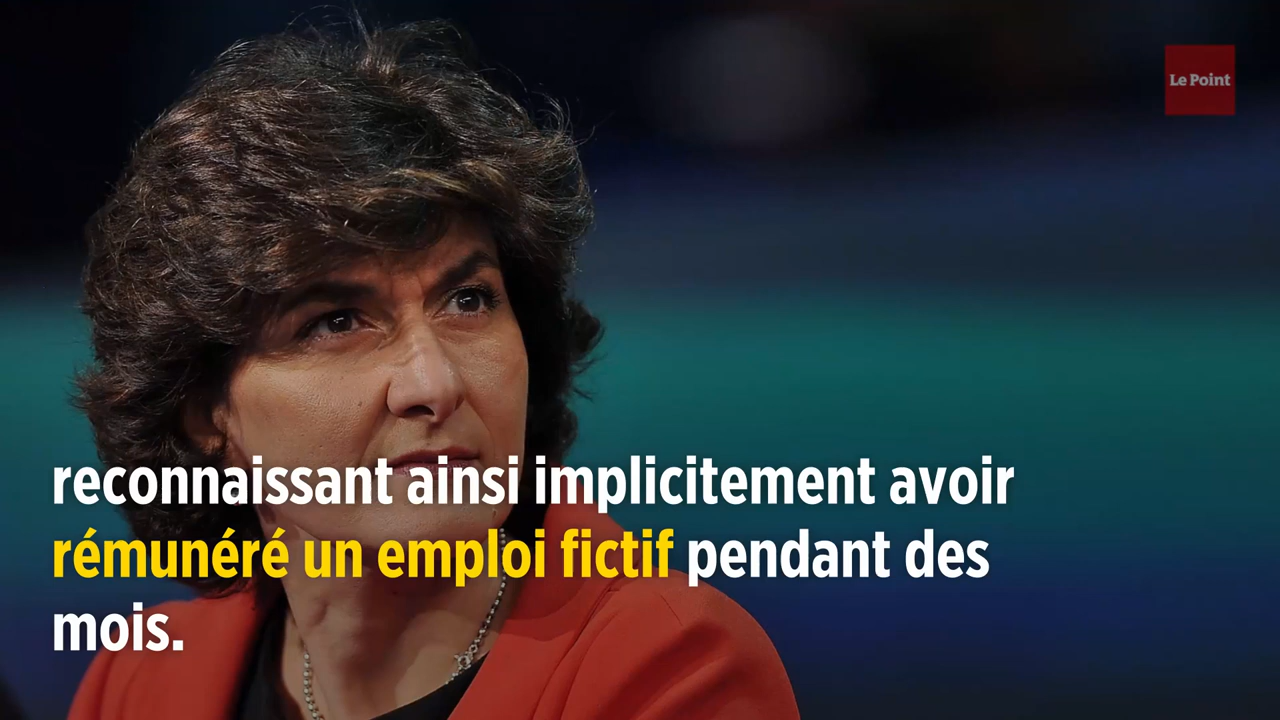 Le Point
reconnaissant ainsi implicitement avoir
rémunéré un emploi fictif pendant des
mois.